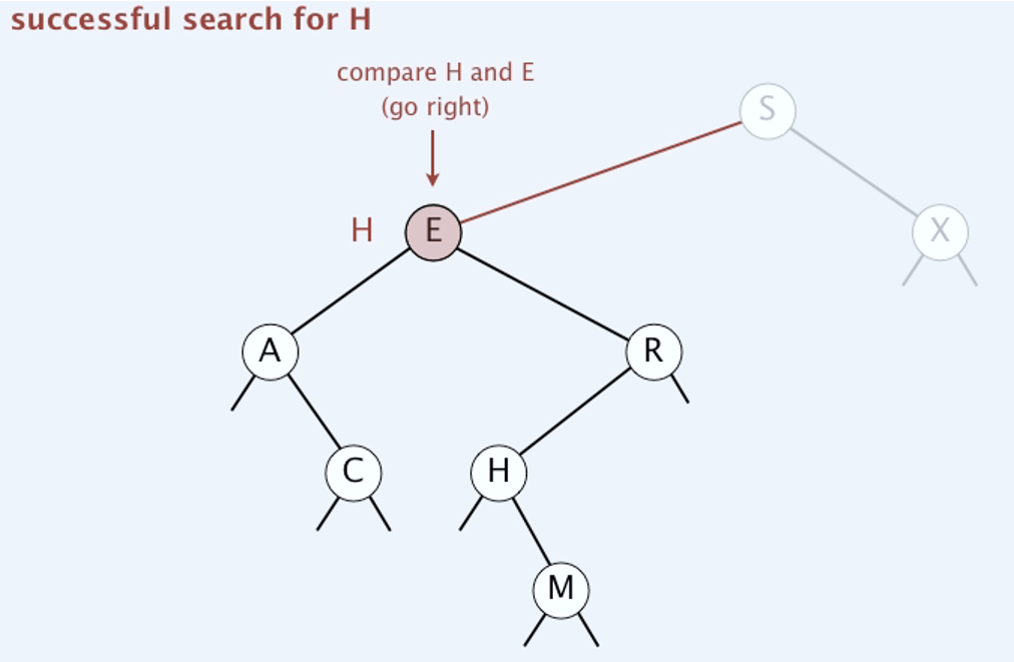 successful search for H
compare H and E
(go right)
S
H
E
X
A
R
C
H
M